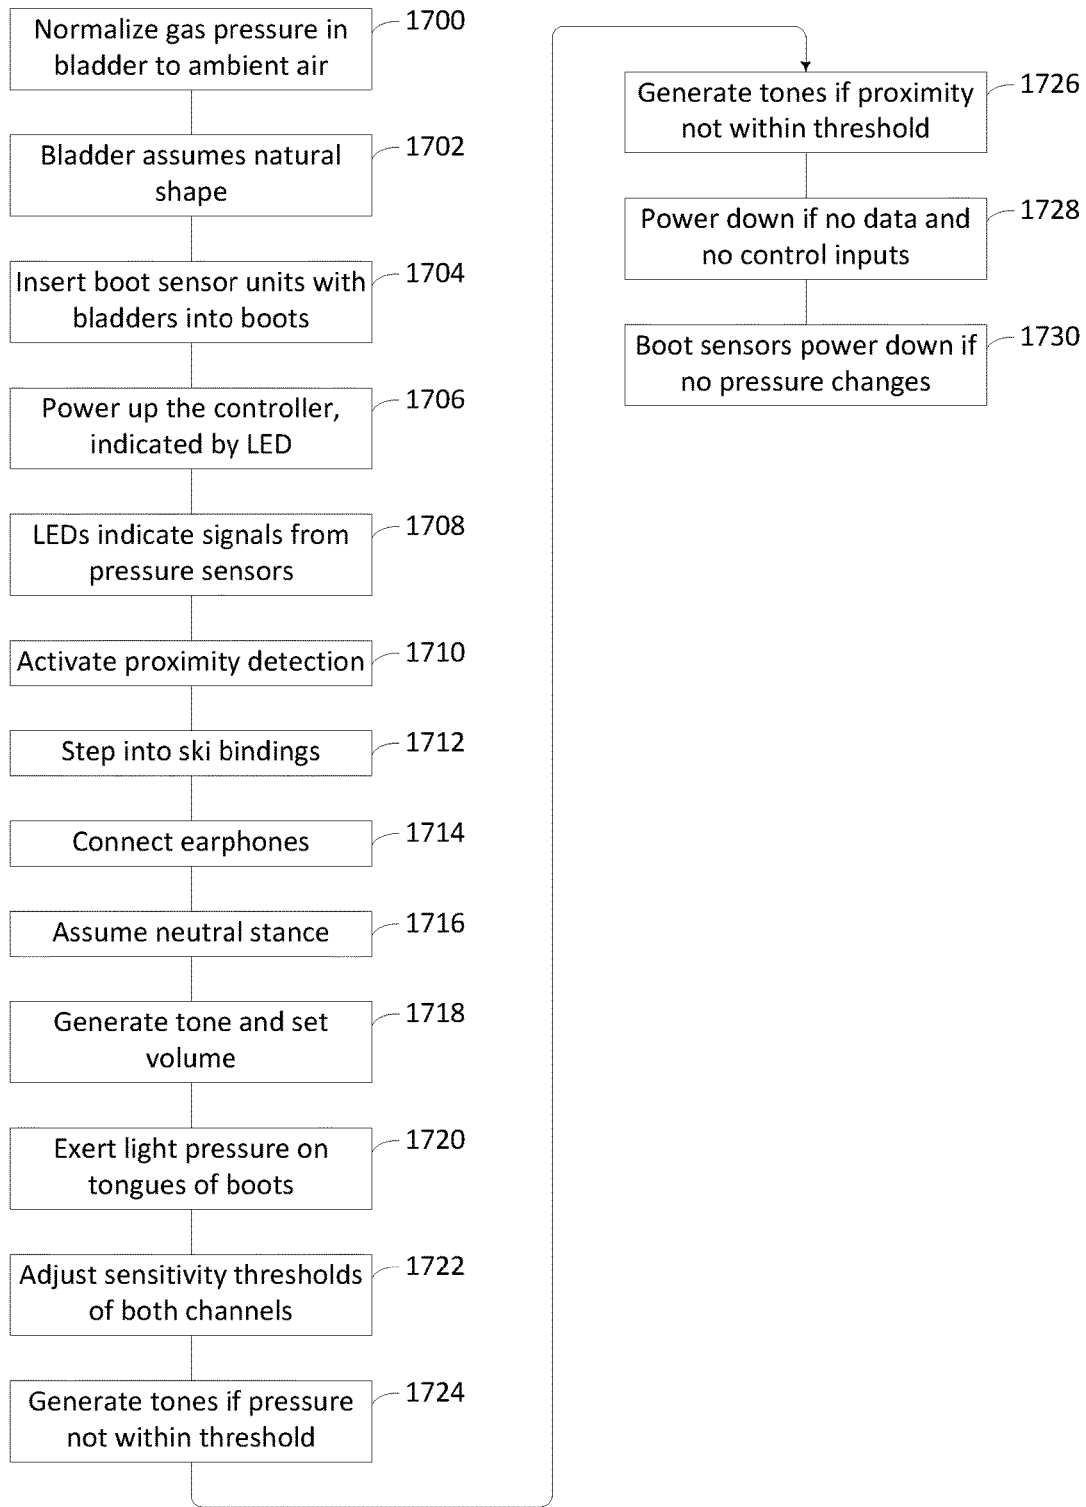 Normalize gas pressure in
bladder to ambient air
1700
Bladder assumes natural
shape
1702
Insert boot sensor units with
bladders into boots
1704
Power up the controller,
indicated by LED
1706
LEDs indicate signals from
pressure sensors
1708
Activate proximity detection
1710
Step into ski bindings
1712
Connect earphones
1714
Assume neutral stance
1716
Generate tone and set
volume
1718
Exert light pressure on
tongues of boots
1720
Adjust sensitivity thresholds
of both channels
1722
Generate tones if pressure
not within threshold
1724
Generate tones if proximity
not within threshold
1726
Power down if no data and
no control inputs
1728
Boot sensors power down if
no pressure changes
1730